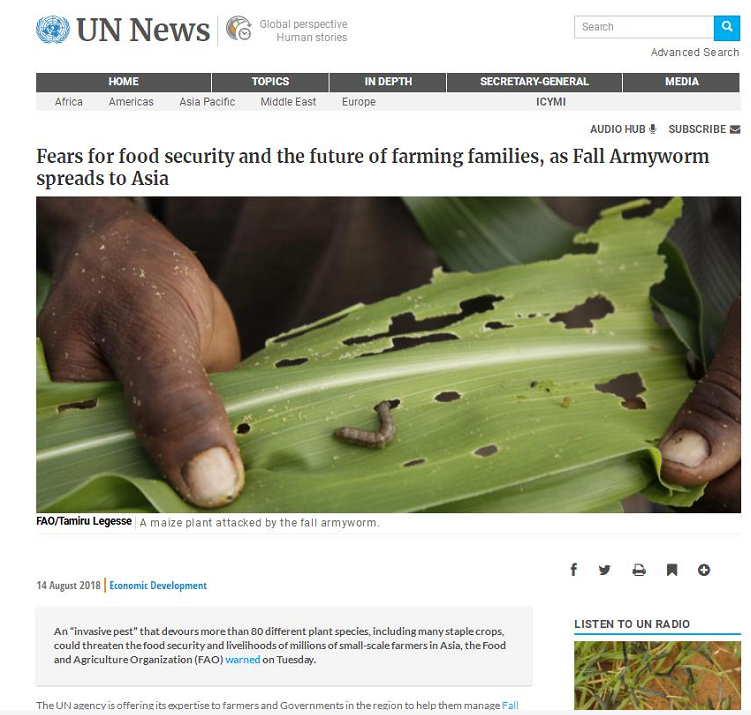 UN News
Global perspective
Human stories
Search
Advanced Search
HOME TOPICS IN DEPTH SECRETARY-GENERAL MEDIA
Africa Americas Asia Pacific Middle East Europe ICYMI
AUDIO HUB SUBSCRIBE
Fears for food security and the future of farming families, as Fall Armyworm
spreads to Asia
FAO/Tamiru Legesse A maize plant attacked by the fall armyworm.
14 August 2018 Economic Development
An "invasive pest" that devours more than 80 different plant species, including many staple crops,
could threaten the food security and livelihoods of millions of small-scale farmers in Asia, the Food
and Agriculture Organization (FAO) warned on Tuesday.
LISTEN TO UN RADIO
The UN agency is offering its expertise to farmers and Governments in the region to help them manage Fall